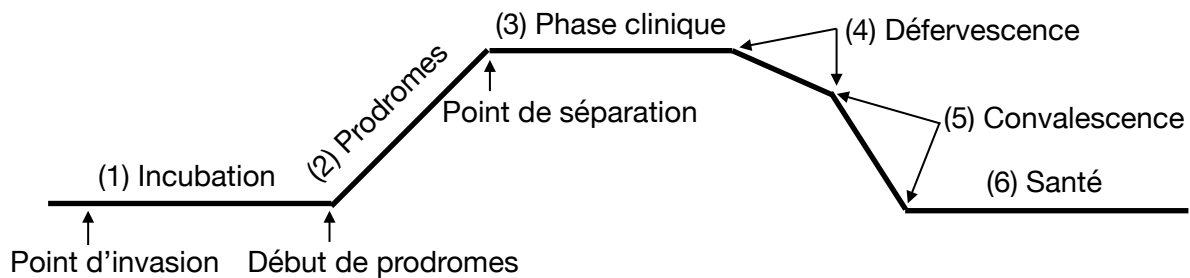 (3) Phase clinique
(4) Défervescence
(2) Prodromes
Point de séparation
(5) Convalescence
(1) Incubation
(6) Santé
Point d’invasion
Début de prodromes